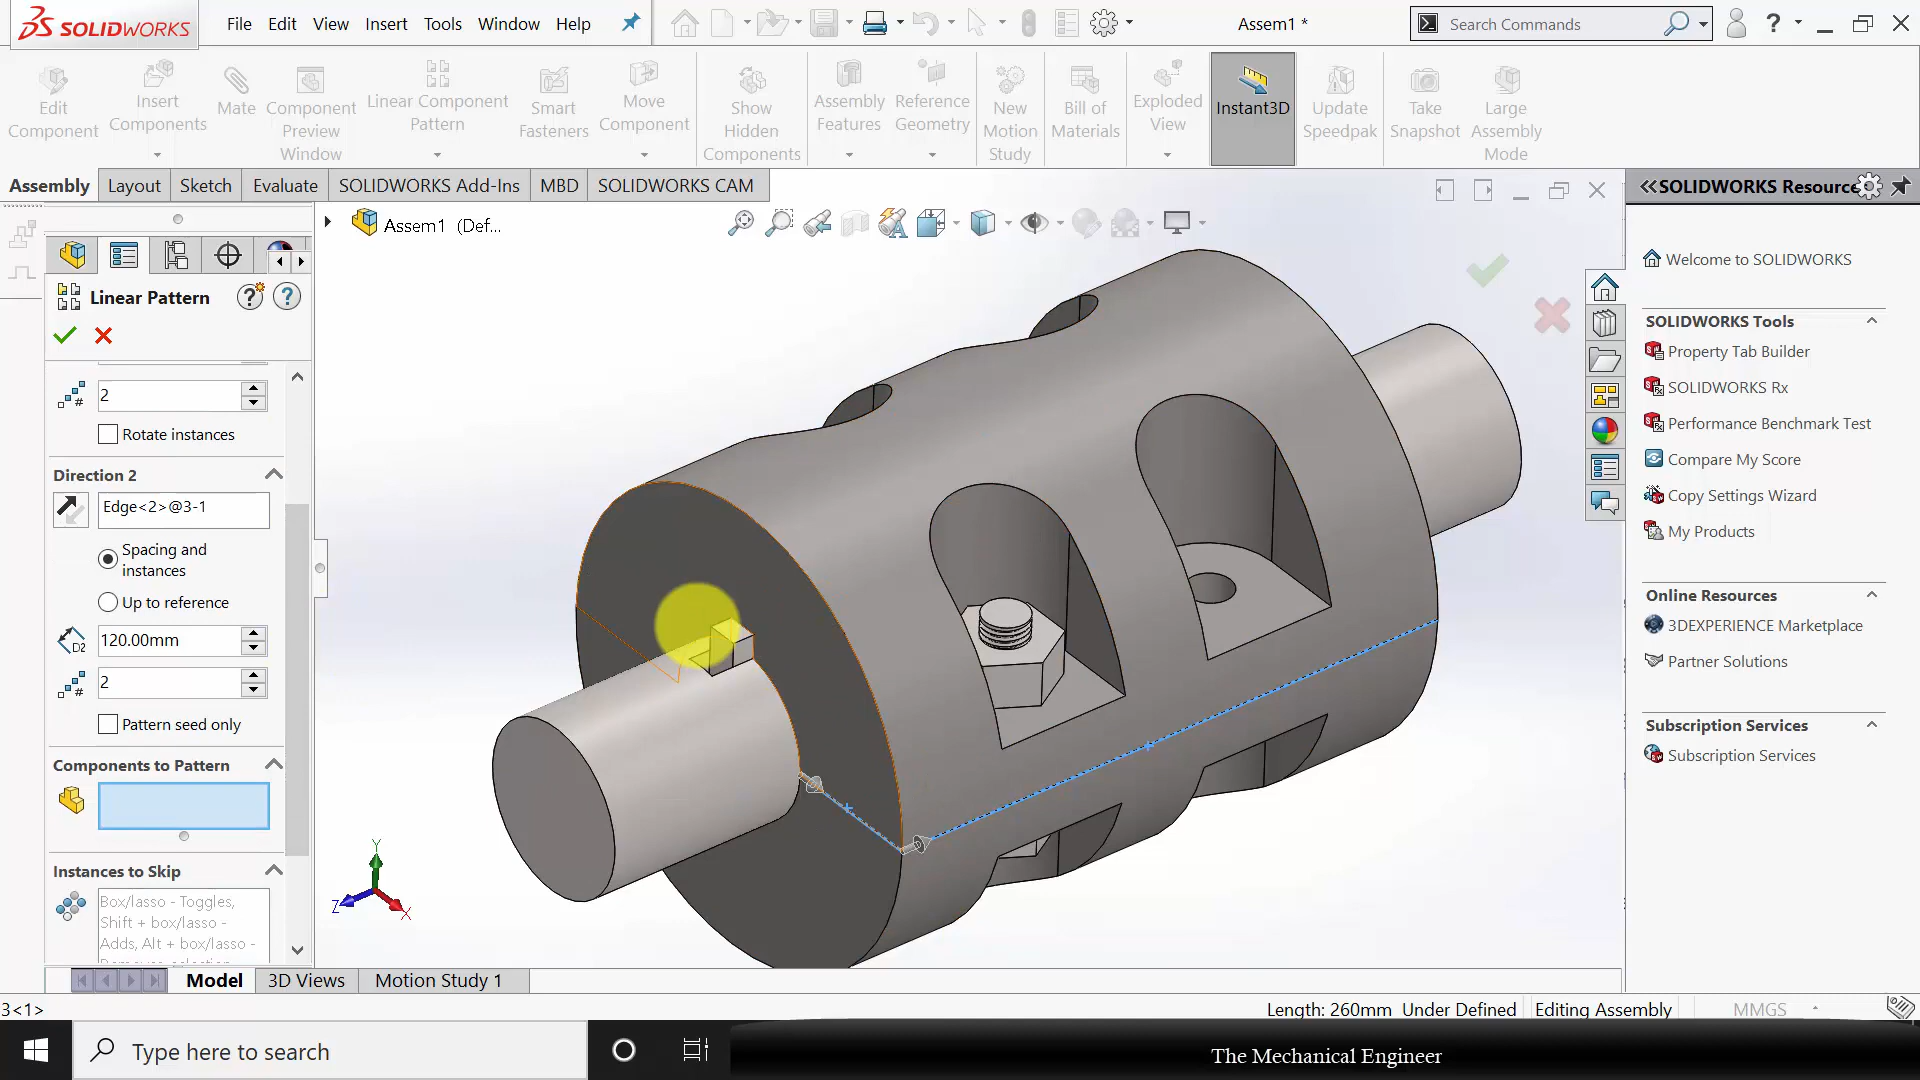 SOLIDWORKS File Edit View Insert Tools Window Help Assem1 * Search Commands ?
Edit Component
Insert Components
Mate
Component Preview Window
Linear Component Pattern
Smart Fasteners
Move Component
Show Hidden Components
Assembly Features
Reference Geometry
New Motion Study
Bill of Materials
Exploded View
Instant3D
Update Speedpak
Take Snapshot
Large Assembly Mode
Assembly Layout Sketch Evaluate SOLIDWORKS Add-Ins MBD SOLIDWORKS CAM
Assem1 (Def...
Linear Pattern ? ?
2
Rotate instances
Direction 2
Edge<2>@3-1
Spacing and
instances
Up to reference
D2 120.00mm
# 2
Pattern seed only
Components to Pattern
Instances to Skip
Box/lasso - Toggles,
Shift + box/lasso -
Adds, Alt + box/lasso -
Y
Z
X
SOLIDWORKS Resource
Welcome to SOLIDWORKS
SOLIDWORKS Tools
Property Tab Builder
SOLIDWORKS Rx
Performance Benchmark Test
Compare My Score
Copy Settings Wizard
My Products
Online Resources
3DEXPERIENCE Marketplace
Partner Solutions
Subscription Services
Subscription Services
Model 3D Views Motion Study 1
3<1> Length: 260mm Under Defined Editing Assembly MMGS
Type here to search
The Mechanical Engineer